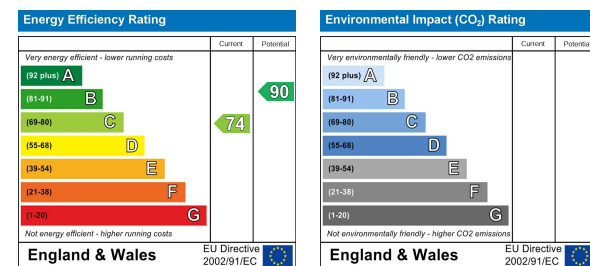 Energy Efficiency Rating
Current Potential
Very energy efficient - lower running costs
(92 plus) A
(81-91) B
(69-80) C
(55-68) D
(39-54) E
(21-38) F
(1-20) G
74
90
Not energy efficient - higher running costs
England & Wales
EU Directive
2002/91/EC
Environmental Impact (CO₂) Rating
Current Potentia
Very environmentally friendly - lower CO2 emissions
(92 plus) A
(81-91) B
(69-80) C
(55-68) D
(39-54) E
(21-38) F
(1-20) G
Not environmentally friendly - higher CO2 emissions
England & Wales
EU Directive
2002/91/EC